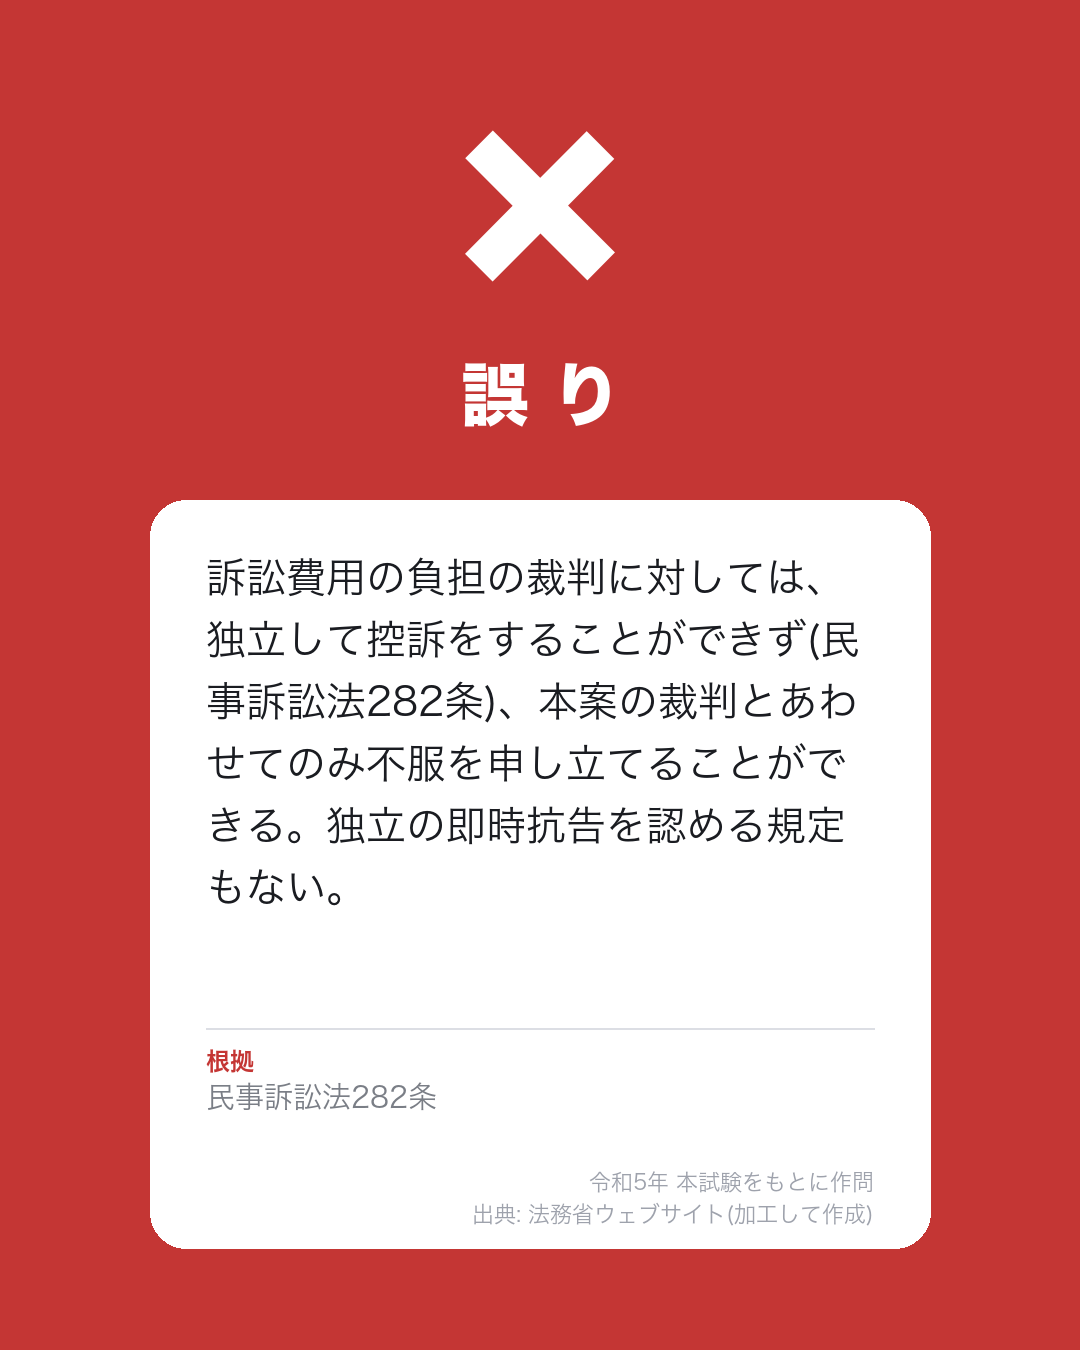 誤り
訴訟費用の負担の裁判に対しては、
独立して控訴をすることができず(民
事訴訟法282条)、本案の裁判とあわ
せてのみ不服を申し立てることがで
きる。独立の即時抗告を認める規定
もない。
根拠
民事訴訟法282条
令和5年 本試験をもとに作問
出典: 法務省ウェブサイト(加工して作成)